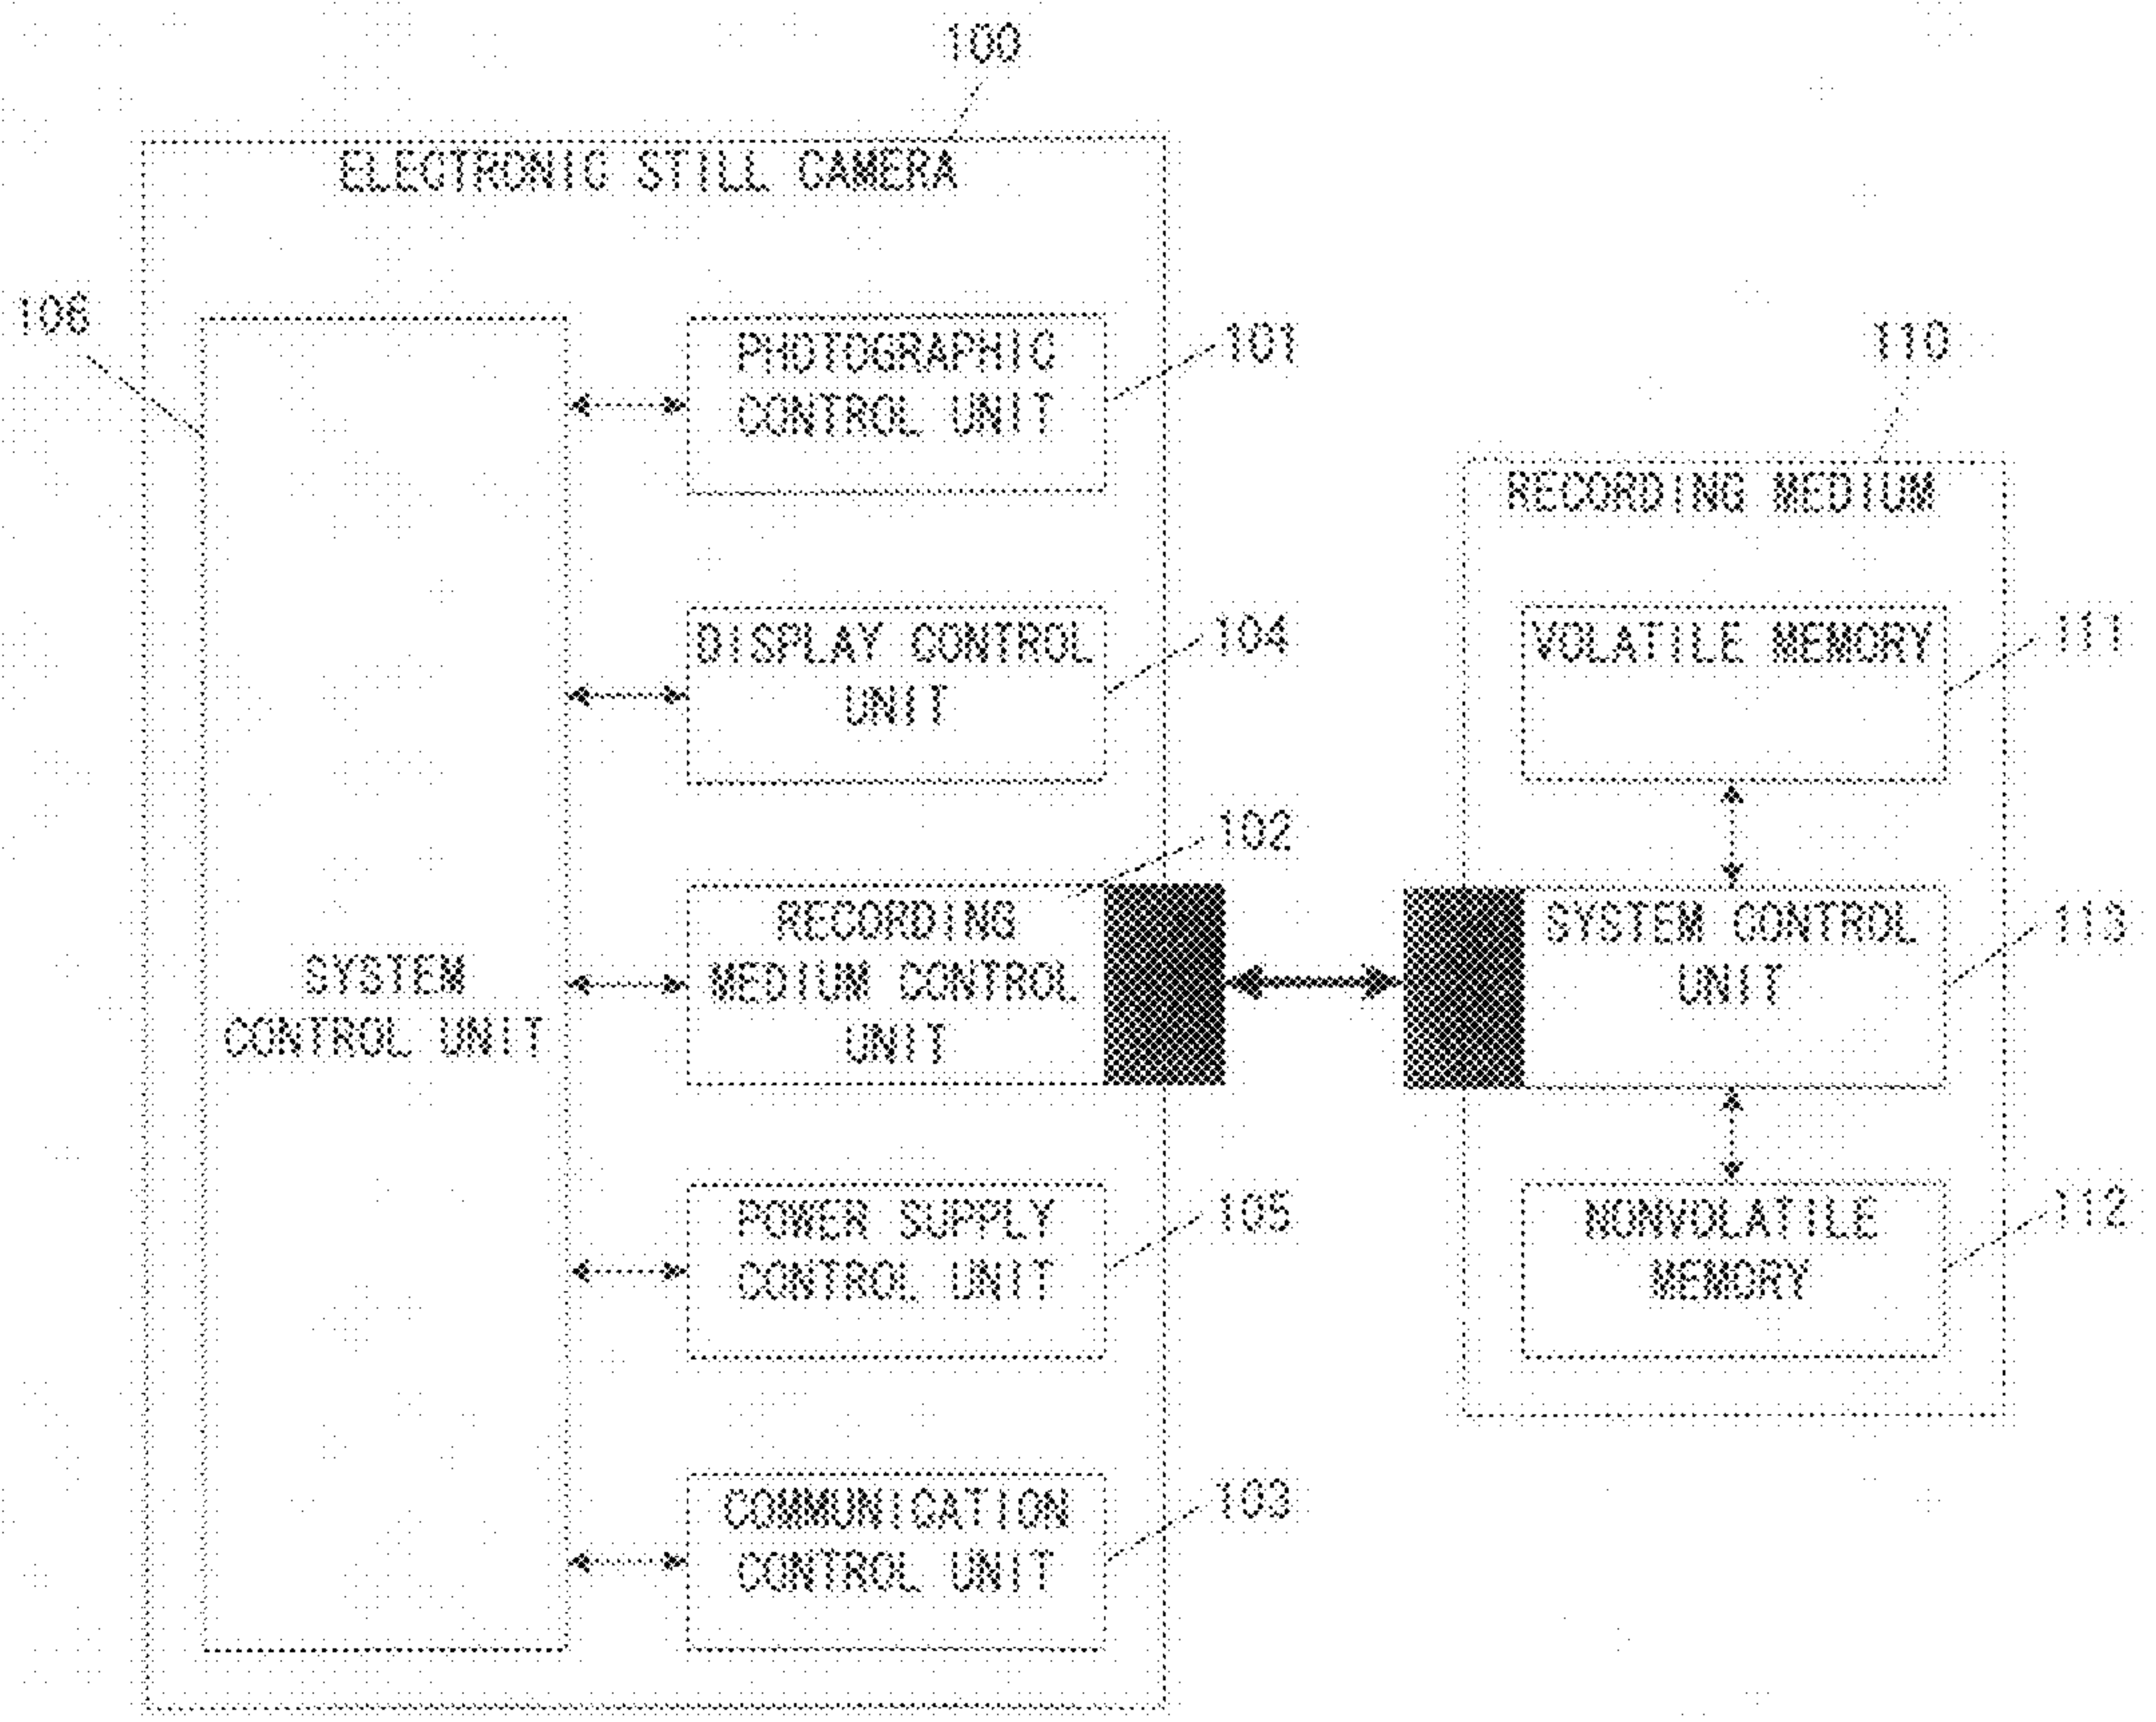 100
ELECTRONIC STILL CAMERA
106
PHOTOGRAPHIC
CONTROL UNIT
101
DISPLAY CONTROL
UNIT
104
102
RECORDING
MEDIUM CONTROL
UNIT
SYSTEM
CONTROL UNIT
POWER SUPPLY
CONTROL UNIT
105
COMMUNICATION
CONTROL UNIT
103
110
RECORDING MEDIUM
VOLATILE MEMORY
111
SYSTEM CONTROL
UNIT
113
NONVOLATILE
MEMORY
112